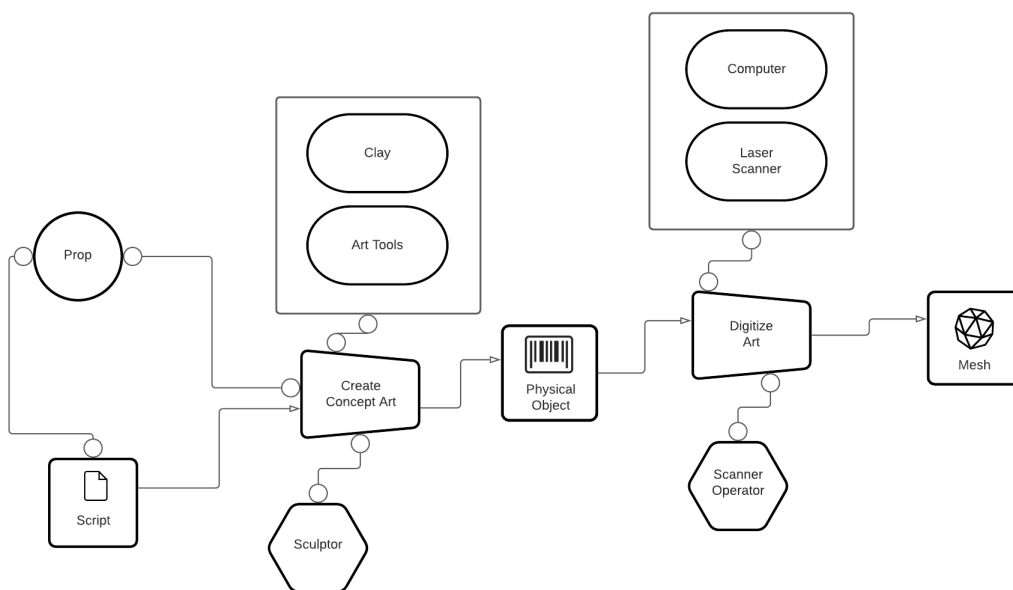 Computer
Laser
Scanner
Clay
Art Tools
Prop
Digitize
Art
Mesh
Create
Concept Art
Physical
Object
Scanner
Operator
Script
Sculptor